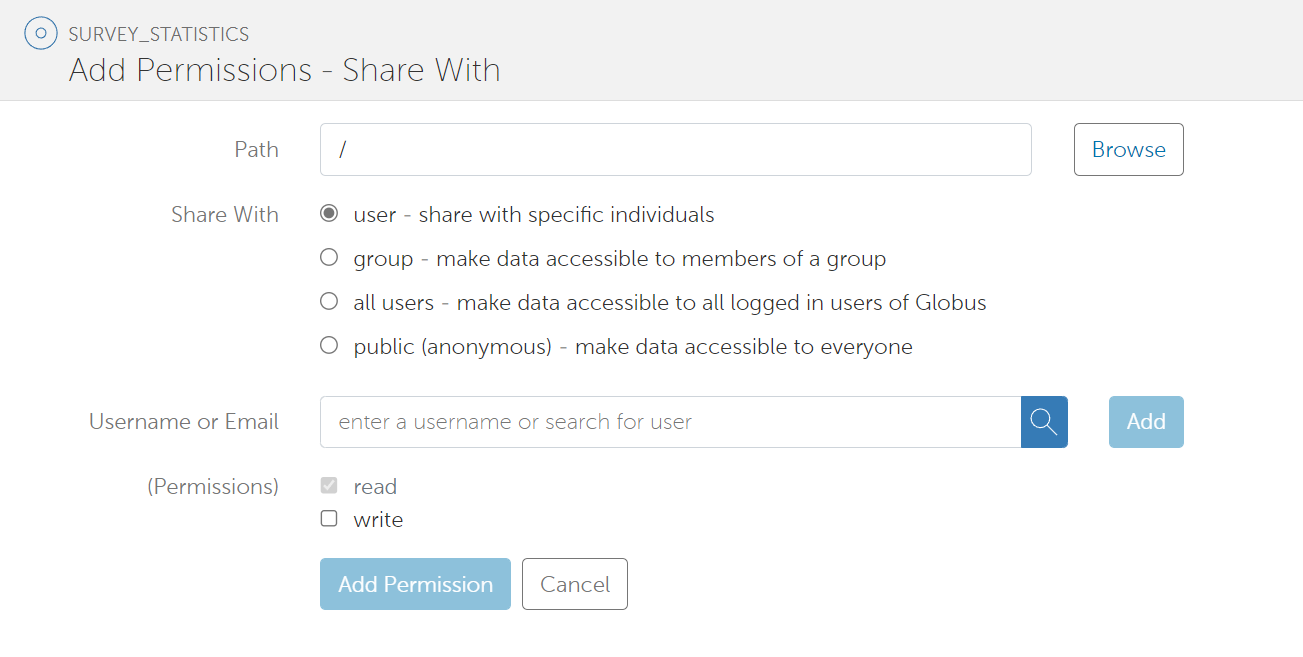 SURVEY_STATISTICS
Add Permissions - Share With
Path / Browse
Share With user - share with specific individuals
group - make data accessible to members of a group
all users - make data accessible to all logged in users of Globus
public (anonymous) - make data accessible to everyone
Username or Email enter a username or search for user Add
(Permissions) read
write
Add Permission Cancel